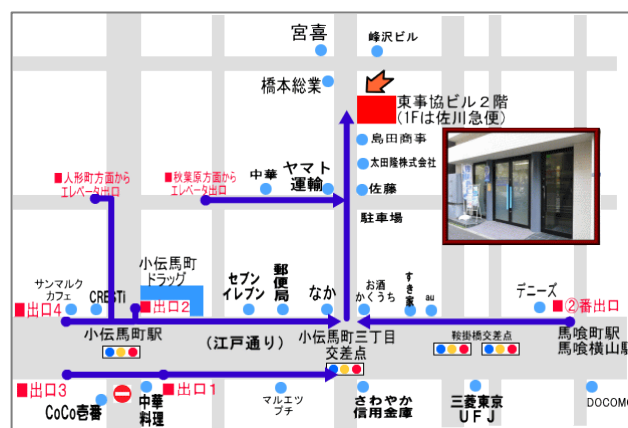 宮喜
峰沢ビル
橋本総業
東事協ビル２階
(1Fは佐川急便)
島田商事
太田隆株式会社
佐藤
駐車場
■人形町方面から
エレベータ出口
■秋葉原方面から
エレベータ出口
中華
ヤマト
運輸
小伝馬町
ドラッグ
サンマルク
カフェ
CRESTi
■出口4
■出口2
セブン
イレブン
郵便局
なか
お酒
かくうち
すき家
au
デニーズ
■②番出口
小伝馬町駅
(江戸通り)
小伝馬町三丁目
交差点
鞍掛橋交差点
馬喰町駅
馬喰横山駅
■出口3
■出口1
CoCo壱番
中華
料理
マルエツ
プチ
さわやか
信用金庫
三菱東京
ＵＦＪ
DOCOMO